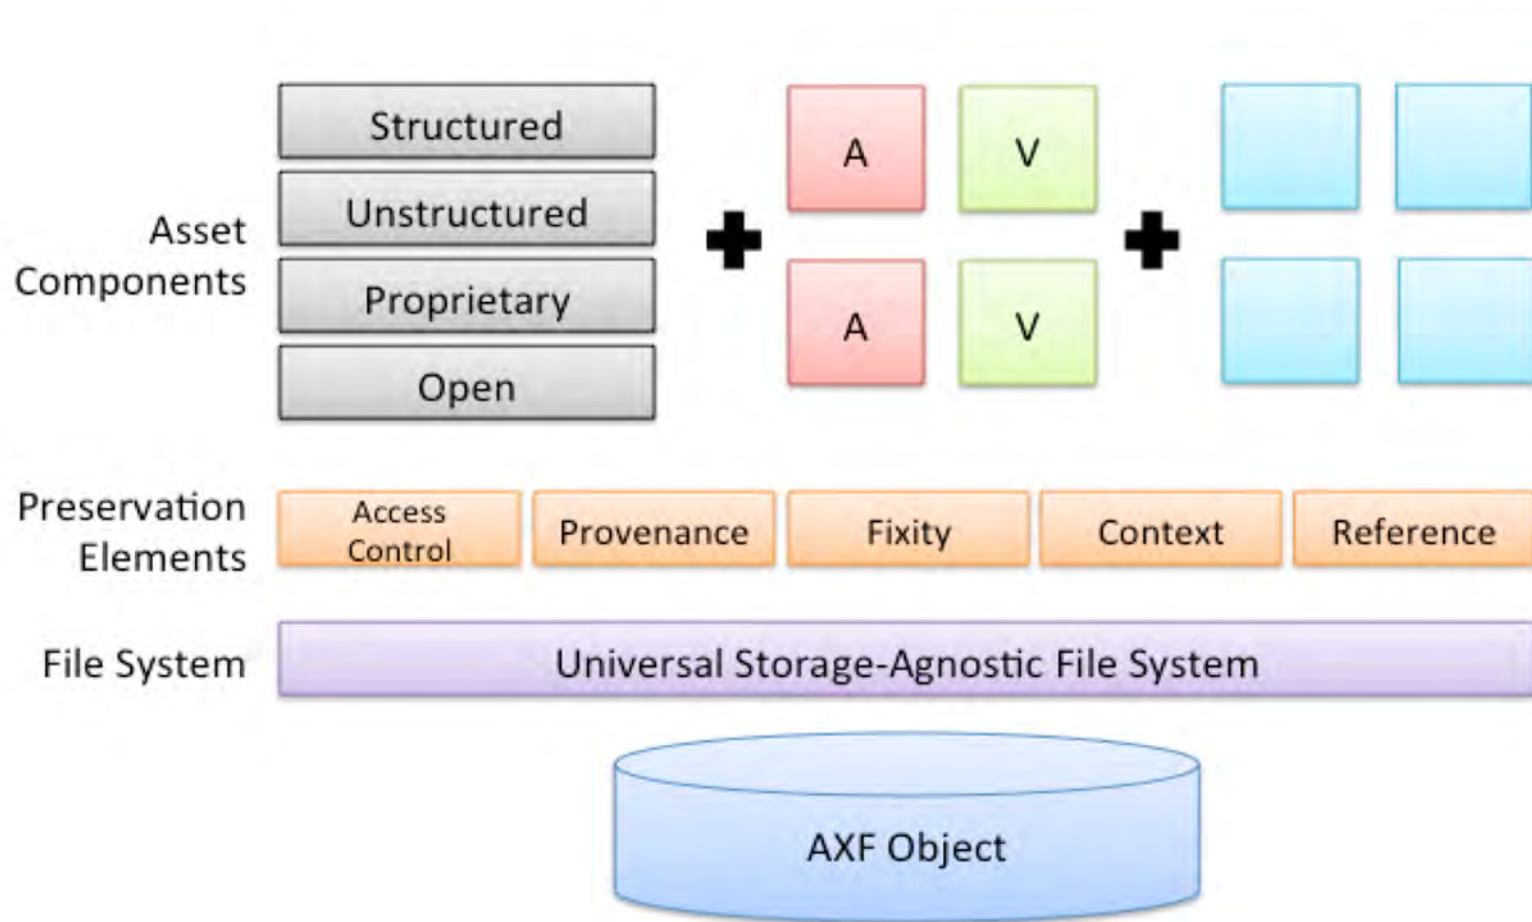 Structured
Unstructured
Proprietary
Open
Asset
Components
A
V
A
V
Preservation
Elements
Access
Control
Provenance
Fixity
Context
Reference
File System
Universal Storage-Agnostic File System
AXF Object